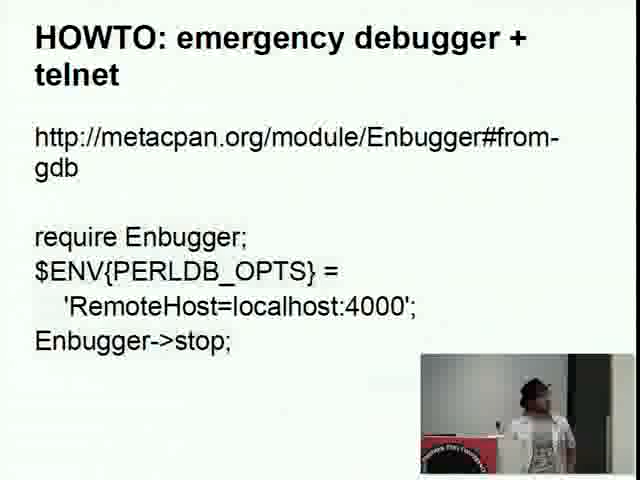 HOWTO: emergency debugger +
telnet
http://metacpan.org/module/Enbugger#from-
gdb
require Enbugger;
$ENV{PERLDB_OPTS} =
'RemoteHost=localhost:4000';
Enbugger->stop;